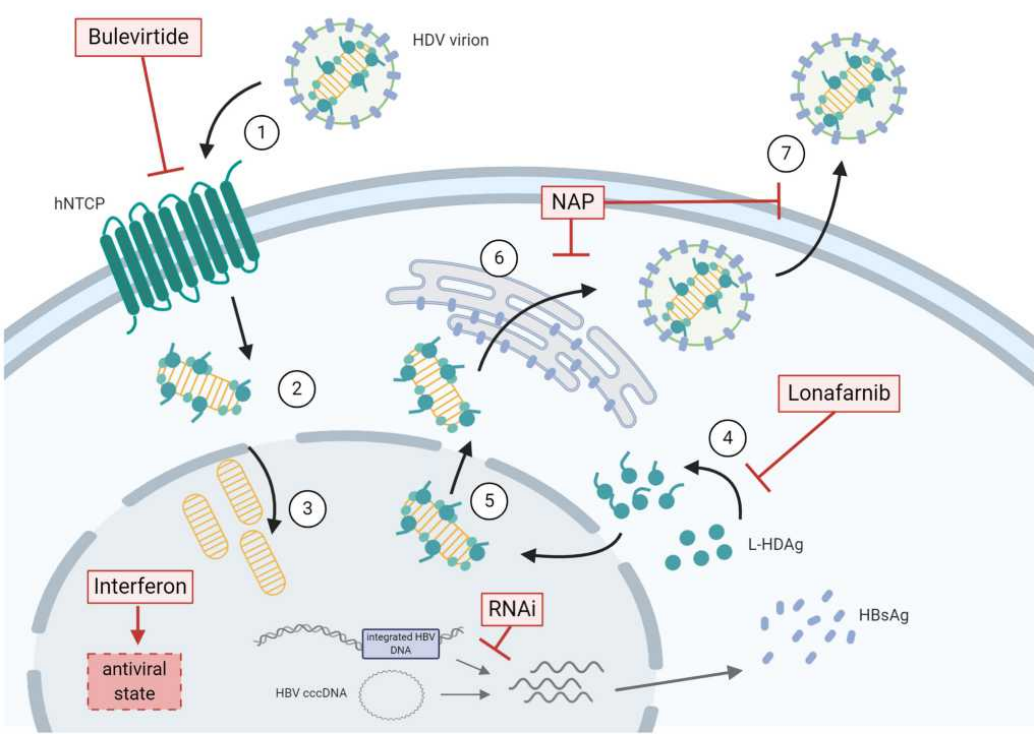 Bulevirtide
HDV virion
1
7
hNTCP
NAP
6
2
Lonafarnib
4
3
5
L-HDAg
Interferon
RNAi
HBsAg
integrated HBV
DNA
antiviral
state
HBV cccDNA